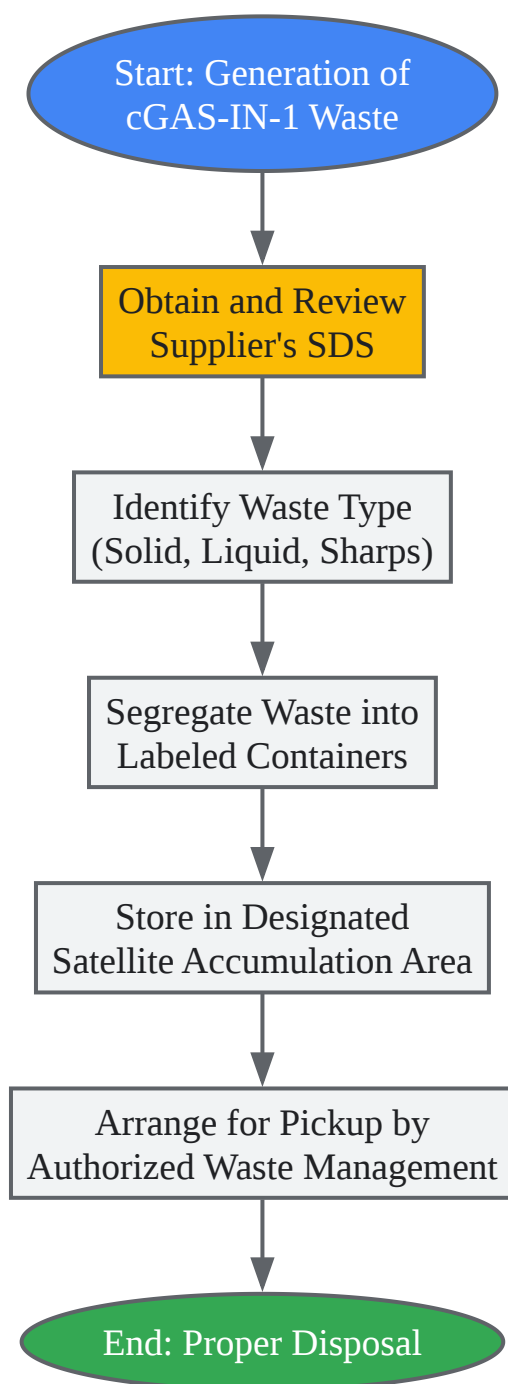 Start: Generation of
cGAS-IN-1 Waste
Obtain and Review
Supplier's SDS
Identify Waste Type
(Solid, Liquid, Sharps)
Segregate Waste into
Labeled Containers
Store in Designated
Satellite Accumulation Area
Arrange for Pickup by
Authorized Waste Management
End: Proper Disposal